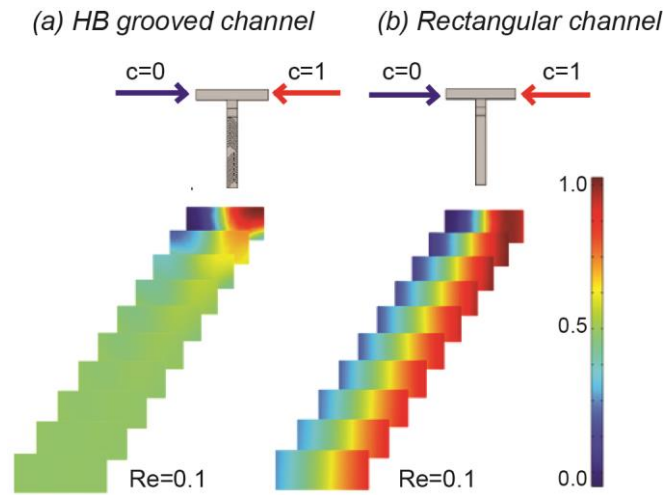 (a) HB grooved channel
(b) Rectangular channel
c=0
c=1
c=0
c=1
1.0
0.5
0.0
Re=0.1
Re=0.1